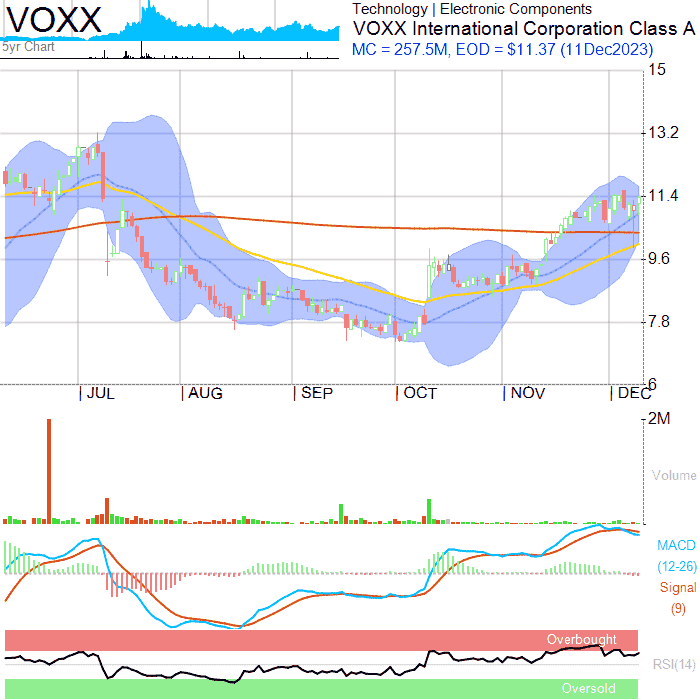 VOXX
5yr Chart
Technology | Electronic Components
VOXX International Corporation Class A
MC = 257.5M, EOD = $11.37 (11Dec2023)
15
13.2
11.4
9.6
7.8
6
JUL
AUG
SEP
OCT
NOV
DEC
2M
Volume
MACD
(12-26)
Signal
(9)
Overbought
RSI(14)
Oversold